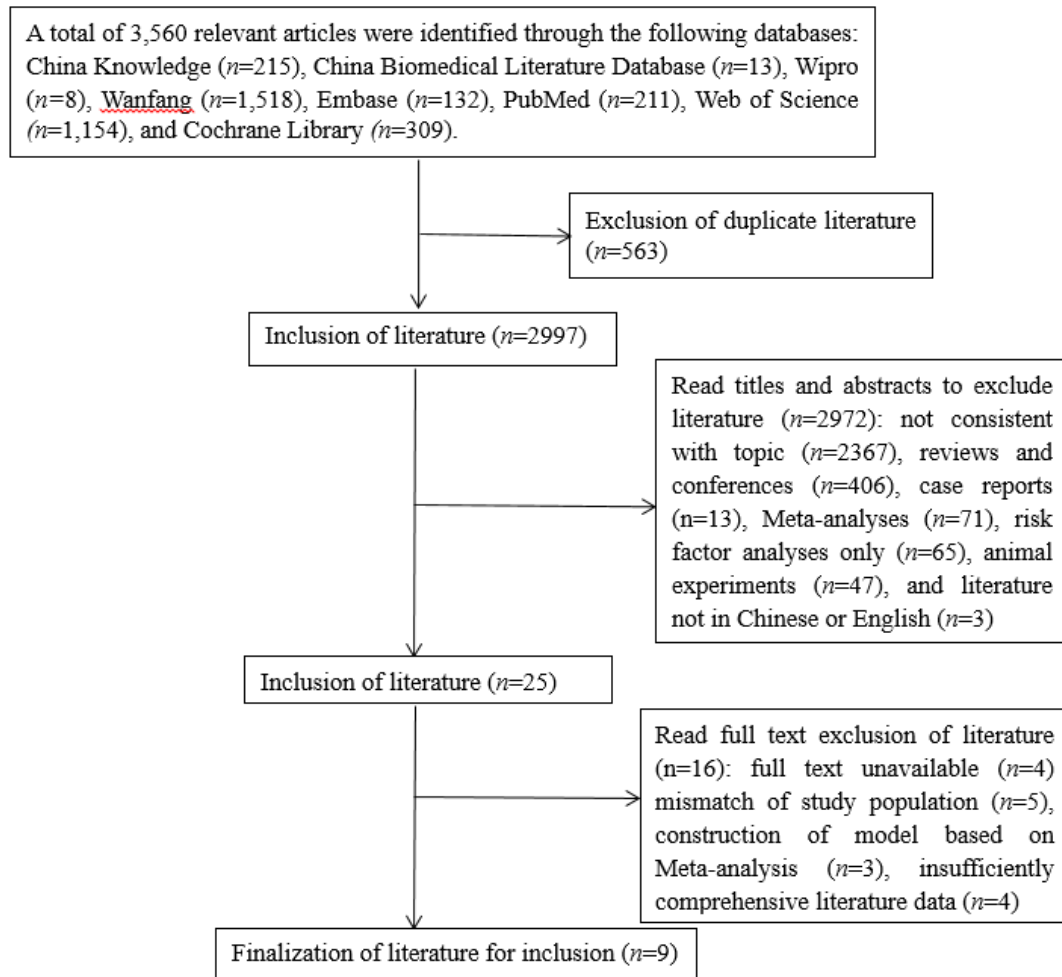 A total of 3,560 relevant articles were identified through the following databases:
China Knowledge (n=215), China Biomedical Literature Database (n=13), Wipro
(n=8), Wanfang (n=1,518), Embase (n=132), PubMed (n=211), Web of Science
(n=1,154), and Cochrane Library (n=309).
Exclusion of duplicate literature
(n=563)
Inclusion of literature (n=2997)
Read titles and abstracts to exclude
literature (n=2972): not consistent
with topic (n=2367), reviews and
conferences (n=406), case reports
(n=13), Meta-analyses (n=71), risk
factor analyses only (n=65), animal
experiments (n=47), and literature
not in Chinese or English (n=3)
Inclusion of literature (n=25)
Read full text exclusion of literature
(n=16): full text unavailable (n=4)
mismatch of study population (n=5),
construction of model based on
Meta-analysis (n=3), insufficiently
comprehensive literature data (n=4)
Finalization of literature for inclusion (n=9)